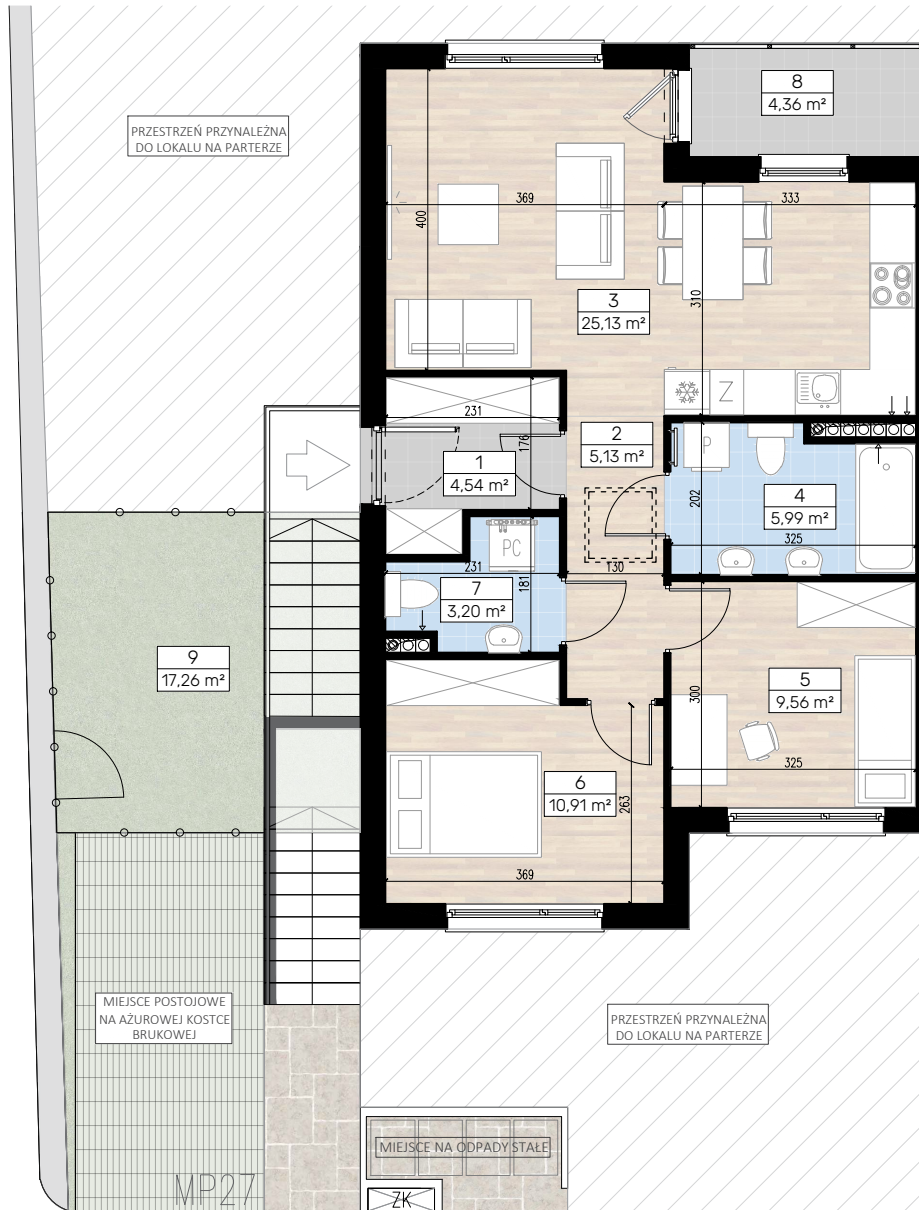 8
4,36 m²
PRZESTRZEŃ PRZYNALEŻNA
DO LOKALU NA PARTERZE
369
333
400
310
3
25,13 m²
Z
231
176
1
4,54 m²
2
5,13 m²
P
202
4
5,99 m²
325
PC
231
181
130
7
3,20 m²
9
17,26 m²
300
5
9,56 m²
325
6
10,91 m²
263
369
MIEJSCE POSTOJOWE
NA AŻUROWEJ KOSTCE
BRUKOWEJ
PRZESTRZEŃ PRZYNALEŻNA
DO LOKALU NA PARTERZE
MIEJSCE NA ODPADY STAŁE
MP27
ZK